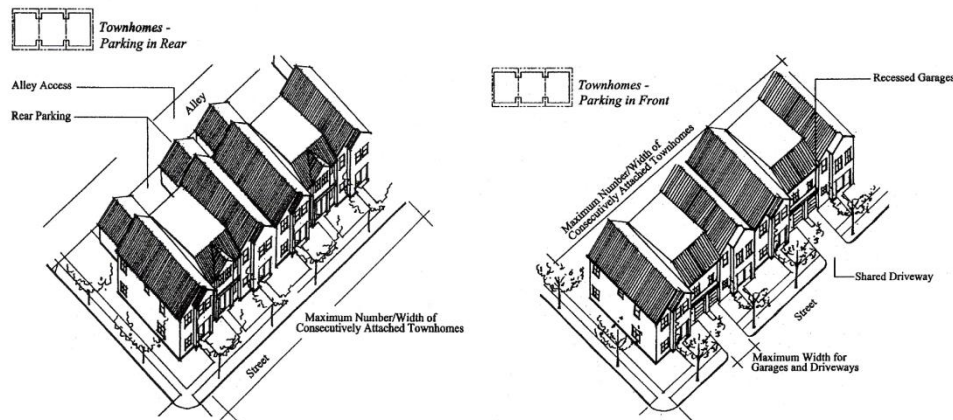 Townhomes -
Parking in Rear
Alley Access
Rear Parking
Alley
Maximum Number/Width of
Consecutively Attached Townhomes
Street
Townhomes -
Parking in Front
Recessed Garages
Maximum Number/Width of
Consecutively Attached Townhomes
Shared Driveway
Street
Maximum Width for
Garages and Driveways